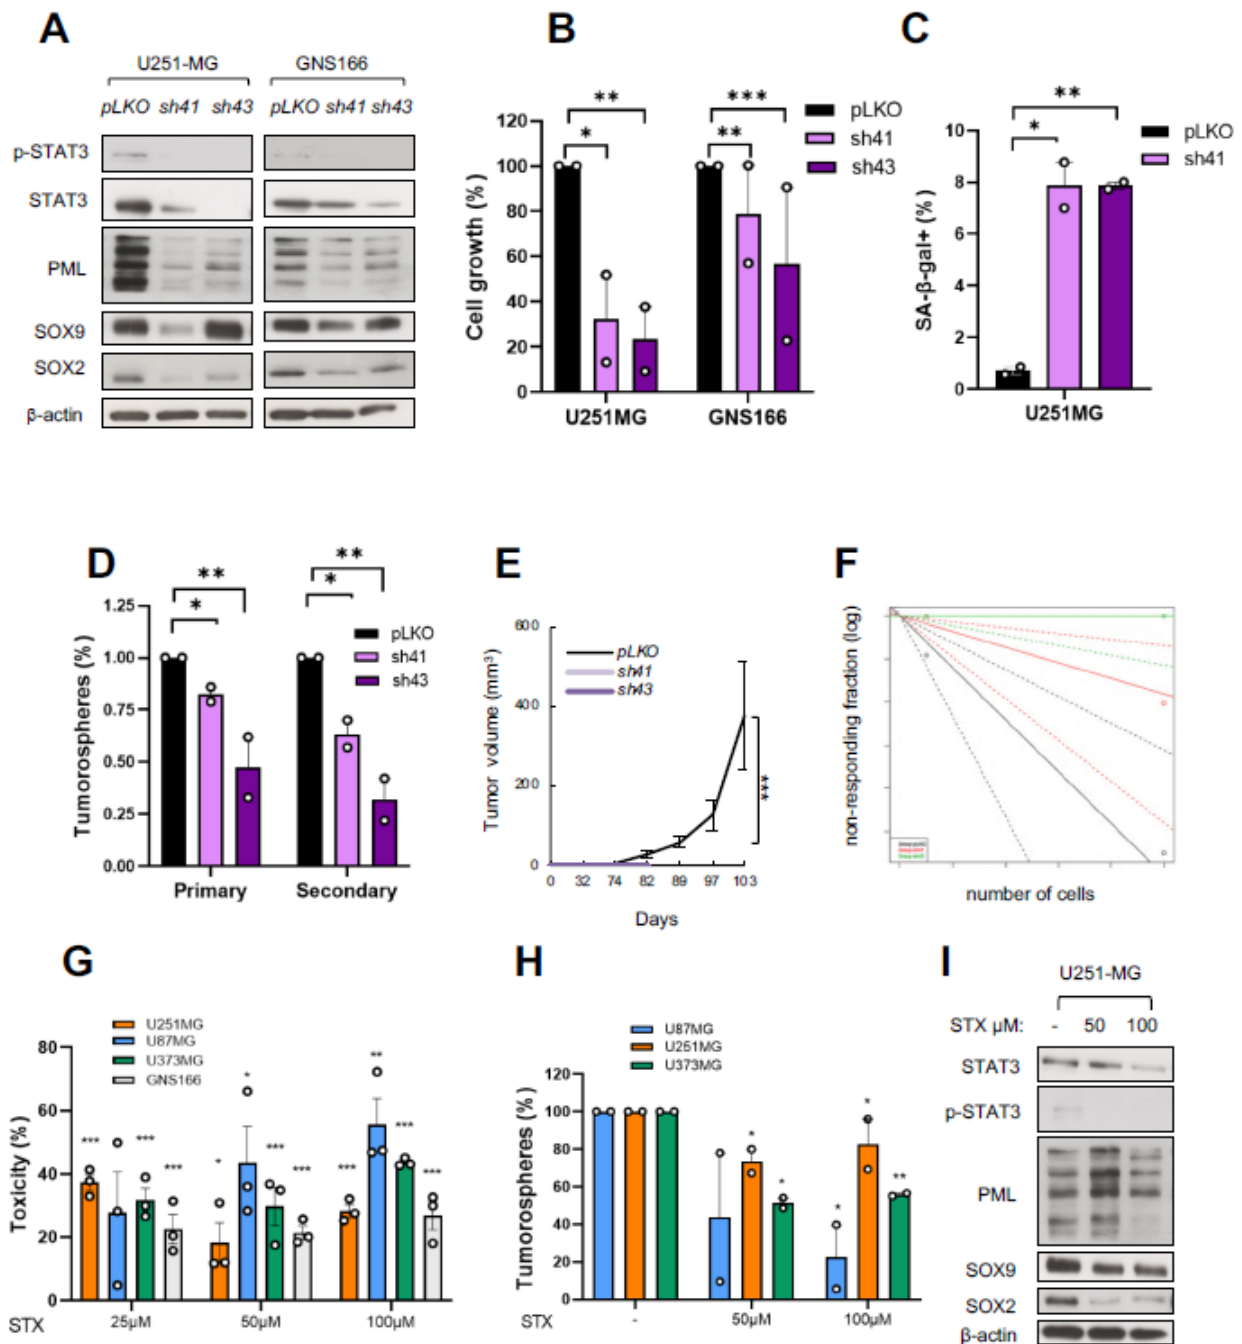 A
U251-MG
GNS166
pLKO sh41 sh43
pLKO sh41 sh43
p-STAT3
STAT3
PML
SOX9
SOX2
β-actin
B
** ***
* **
pLKO
sh41
sh43
Cell growth (%)
120
100
80
60
40
20
0
U251MG
GNS166
C
**
*
pLKO
sh41
SA-β-gal+ (%)
10
8
6
4
2
0
U251MG
D
** **
* *
pLKO
sh41
sh43
Tumorospheres (%)
1.25
1.00
0.75
0.50
0.25
0.00
Primary
Secondary
E
pLKO
sh41
sh43
Tumor volume (mm³)
600
400
200
0
***
0 32 74 82 89 97 103
Days
F
non-responding fraction (log)
number of cells
G
U251MG
U87MG
U373MG
GNS166
Toxicity (%)
80
60
40
20
0
*** *** ***
* *** ***
*** ** *** ***
STX 25µM 50µM 100µM
H
U87MG
U251MG
U373MG
Tumorospheres (%)
120
100
80
60
40
20
0
* *
* * **
STX - 50µM 100µM
I
U251-MG
STX µM: - 50 100
STAT3
p-STAT3
PML
SOX9
SOX2
β-actin